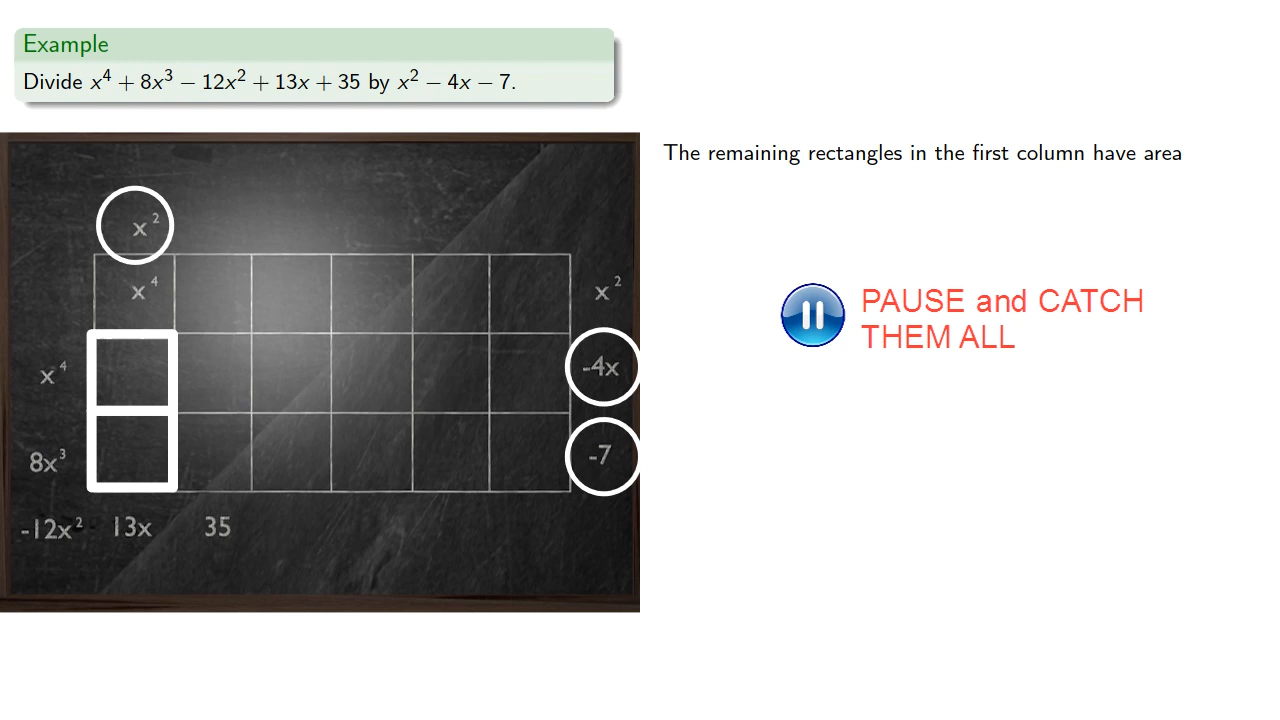 Example
Divide x⁴ + 8x³ − 12x² + 13x + 35 by x² − 4x − 7.
The remaining rectangles in the first column have area
x²
x⁴
x²
PAUSE and CATCH
THEM ALL
x⁴
-4x
8x³
-7
-12x² 13x 35